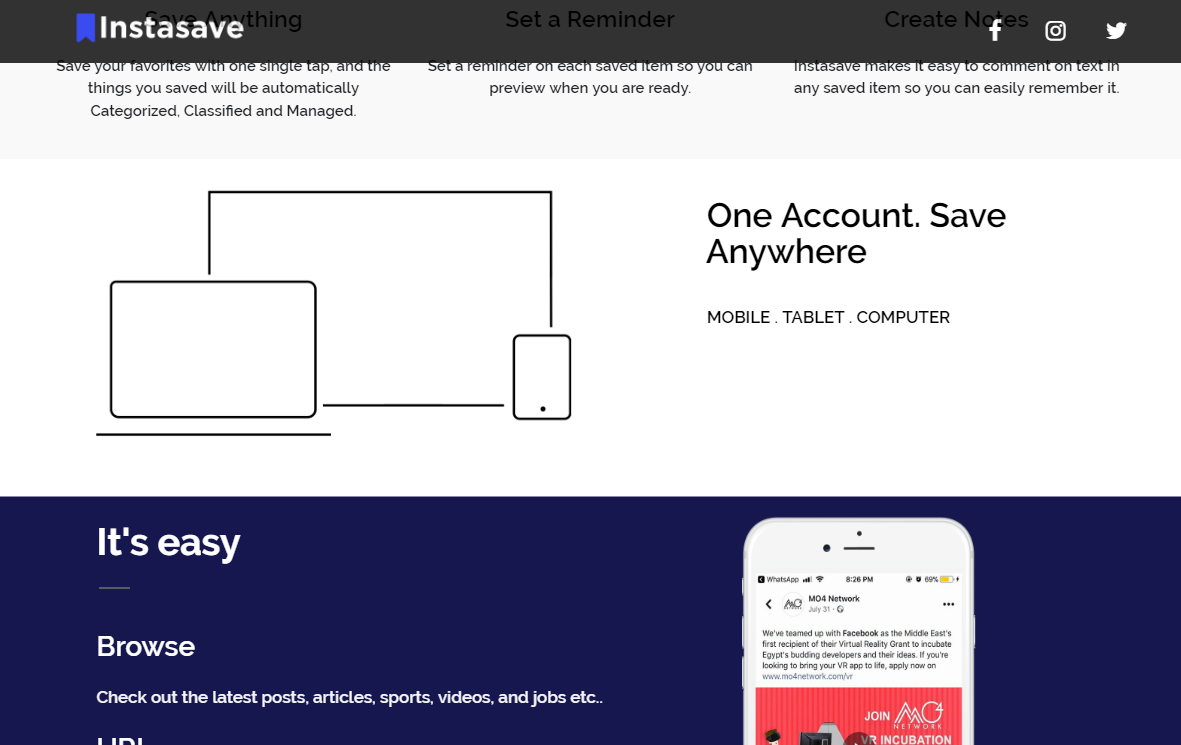 Save Anything
Set a Reminder
Create Notes
Instasave
Save your favorites with one single tap, and the
things you saved will be automatically
Categorized, Classified and Managed.
Set a reminder on each saved item so you can
preview when you are ready.
Instasave makes it easy to comment on text in
any saved item so you can easily remember it.
One Account. Save
Anywhere
MOBILE . TABLET . COMPUTER
It's easy
Browse
Check out the latest posts, articles, sports, videos, and jobs etc..
URL
WhatsApp 8:26 PM 69%
MO4 Network
July 31
We've teamed up with Facebook as the Middle East's
first recipient of their Virtual Reality Grant to incubate
Egypt's budding developers and their ideas. If you're
looking to bring your VR app to life, apply now on
www.mo4network.com/vr
JOIN MO4
NETWORK
VR INCUBATION